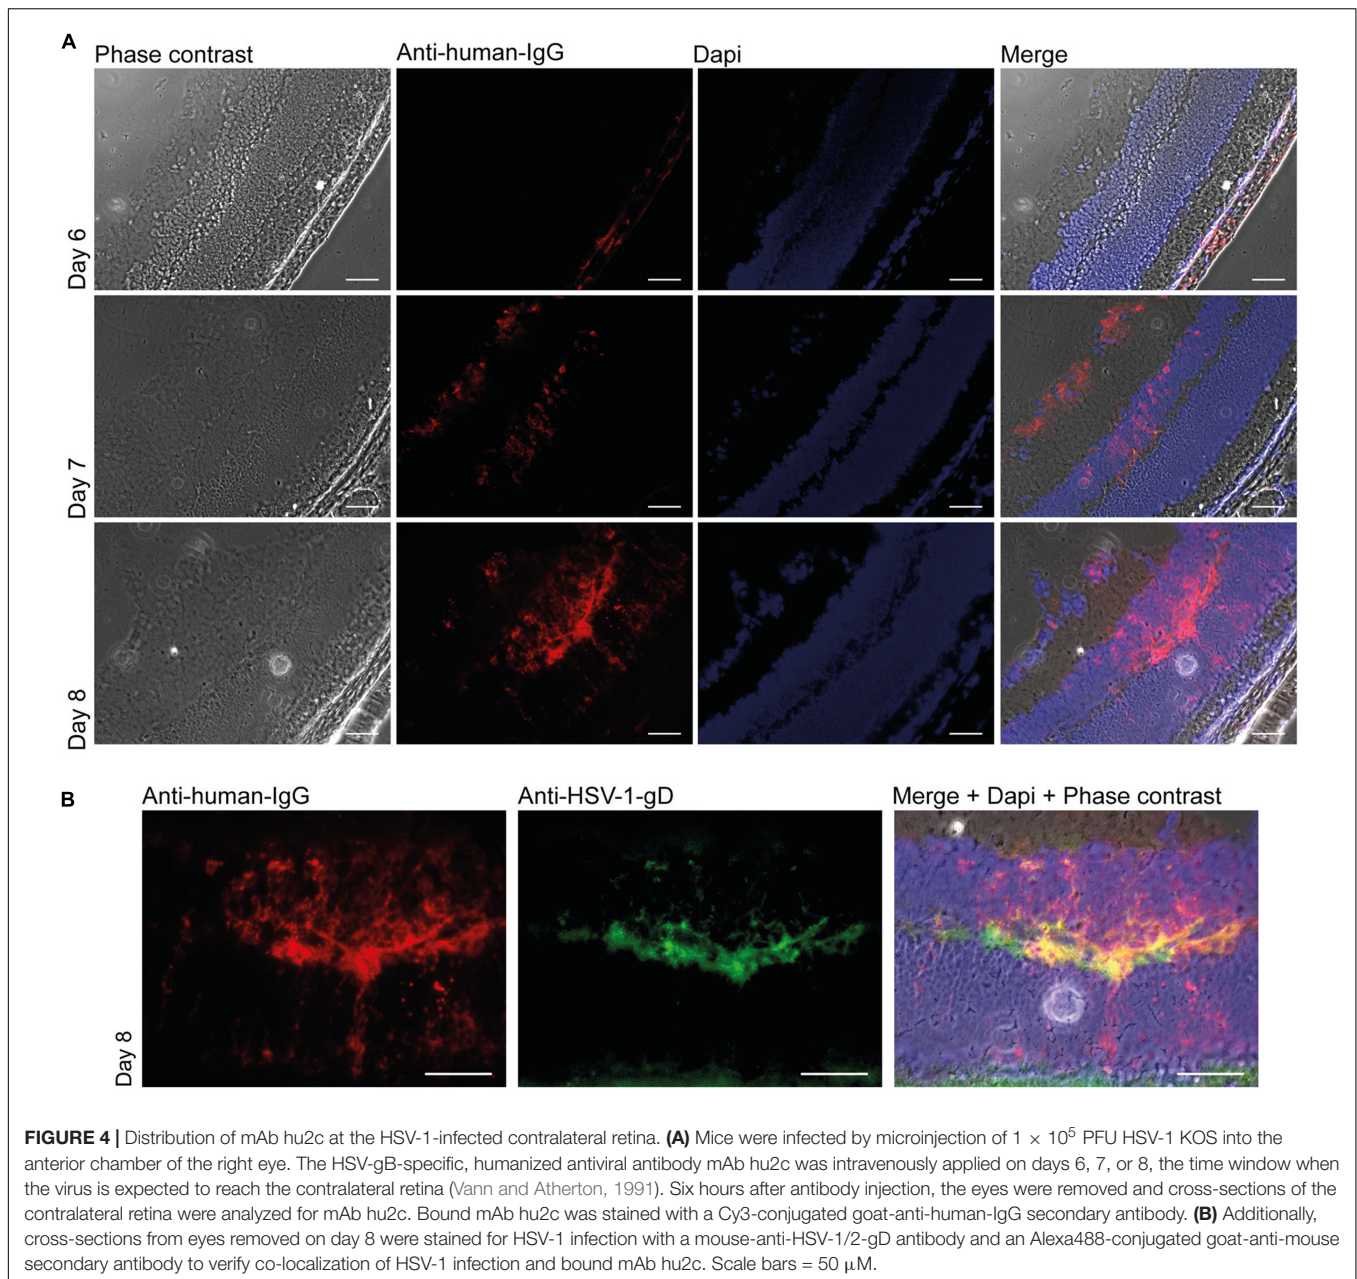 A
Phase contrast
Anti-human-IgG
Dapi
Merge
Day 6
Day 7
Day 8
B
Anti-human-IgG
Anti-HSV-1-gD
Merge + Dapi + Phase contrast
Day 8
FIGURE 4 | Distribution of mAb hu2c at the HSV-1-infected contralateral retina. (A) Mice were infected by microinjection of 1 × 10⁵ PFU HSV-1 KOS into the
anterior chamber of the right eye. The HSV-gB-specific, humanized antiviral antibody mAb hu2c was intravenously applied on days 6, 7, or 8, the time window when
the virus is expected to reach the contralateral retina (Vann and Atherton, 1991). Six hours after antibody injection, the eyes were removed and cross-sections of the
contralateral retina were analyzed for mAb hu2c. Bound mAb hu2c was stained with a Cy3-conjugated goat-anti-human-IgG secondary antibody. (B) Additionally,
cross-sections from eyes removed on day 8 were stained for HSV-1 infection with a mouse-anti-HSV-1/2-gD antibody and an Alexa488-conjugated goat-anti-mouse
secondary antibody to verify co-localization of HSV-1 infection and bound mAb hu2c. Scale bars = 50 μM.